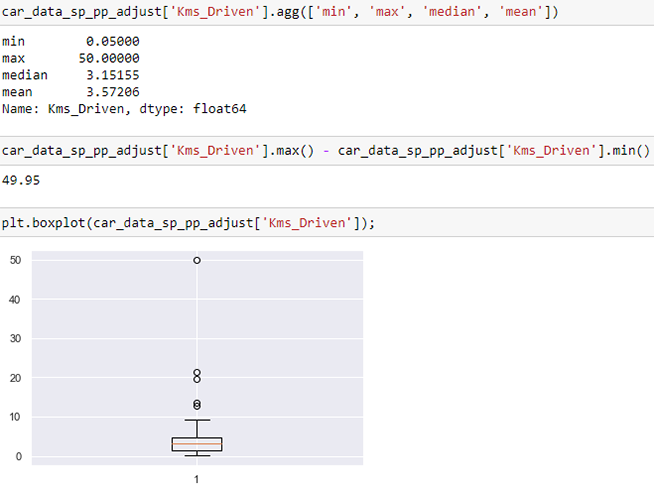 car_data_sp_pp_adjust['Kms_Driven'].agg(['min', 'max', 'median', 'mean'])
min 0.05000
max 50.00000
median 3.15155
mean 3.57206
Name: Kms_Driven, dtype: float64
car_data_sp_pp_adjust['Kms_Driven'].max() - car_data_sp_pp_adjust['Kms_Driven'].min()
49.95
plt.boxplot(car_data_sp_pp_adjust['Kms_Driven']);
50
40
30
20
10
0
1